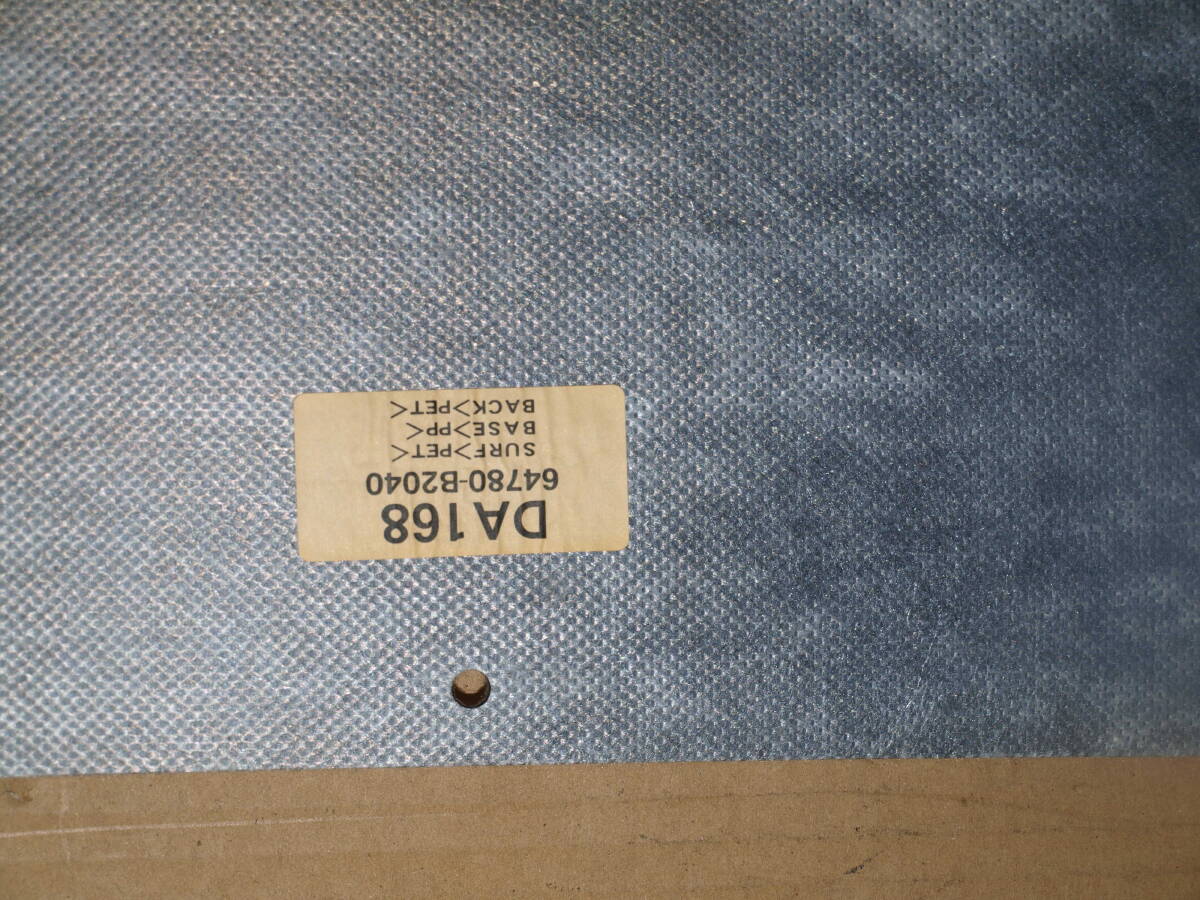 DA168
64780-B2040
SURF>PET<
BASE>PP<
BACK>PET<